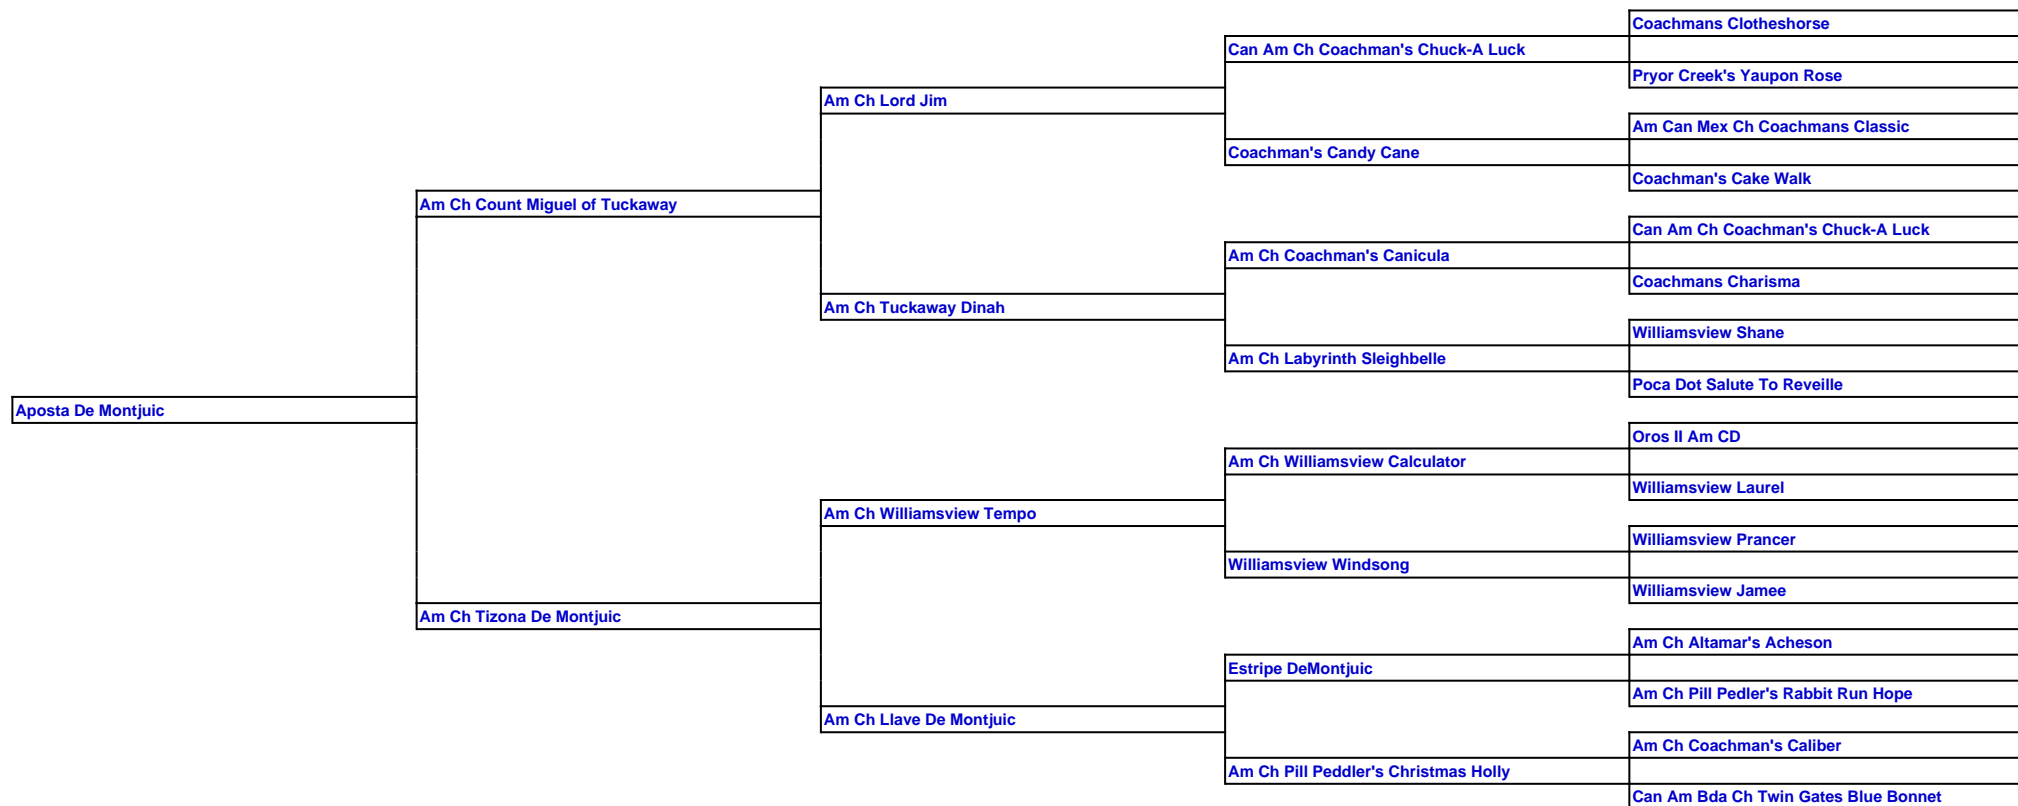 Coachmans Clotheshorse
Can Am Ch Coachman's Chuck-A Luck
Pryor Creek's Yaupon Rose
Am Ch Lord Jim
Am Can Mex Ch Coachmans Classic
Coachman's Candy Cane
Coachman's Cake Walk
Am Ch Count Miguel of Tuckaway
Can Am Ch Coachman's Chuck-A Luck
Am Ch Coachman's Canicula
Coachmans Charisma
Am Ch Tuckaway Dinah
Williamsview Shane
Am Ch Labyrinth Sleighbelle
Poca Dot Salute To Reveille
Aposta De Montjuic
Oros II Am CD
Am Ch Williamsview Calculator
Williamsview Laurel
Am Ch Williamsview Tempo
Williamsview Prancer
Williamsview Windsong
Williamsview Jamee
Am Ch Tizona De Montjuic
Am Ch Altamar's Acheson
Estripe DeMontjuic
Am Ch Pill Pedler's Rabbit Run Hope
Am Ch Llave De Montjuic
Am Ch Coachman's Caliber
Am Ch Pill Peddler's Christmas Holly
Can Am Bda Ch Twin Gates Blue Bonnet